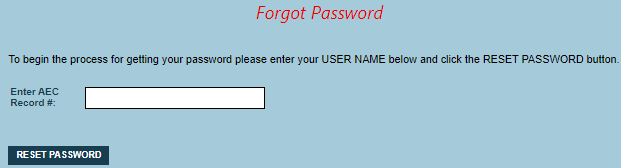 Forgot Password
To begin the process for getting your password please enter your USER NAME below and click the RESET PASSWORD button.
Enter AEC
Record #:
RESET PASSWORD